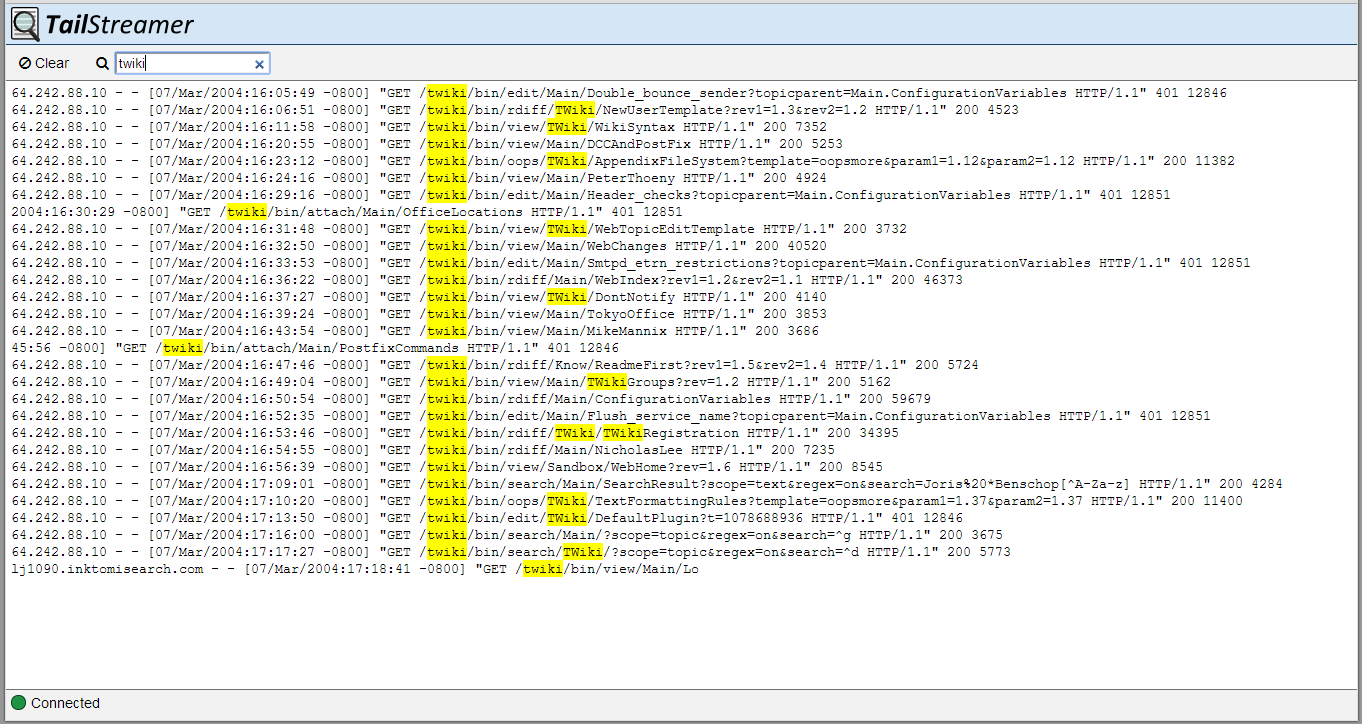 TailStreamer
Clear twiki
64.242.88.10 - - [07/Mar/2004:16:05:49 -0800] "GET /twiki/bin/edit/Main/Double_bounce_sender?topicparent=Main.ConfigurationVariables HTTP/1.1" 401 12846
64.242.88.10 - - [07/Mar/2004:16:06:51 -0800] "GET /twiki/bin/rdiff/TWiki/NewUserTemplate?rev1=1.3&rev2=1.2 HTTP/1.1" 200 4523
64.242.88.10 - - [07/Mar/2004:16:11:58 -0800] "GET /twiki/bin/view/TWiki/WikiSyntax HTTP/1.1" 200 7352
64.242.88.10 - - [07/Mar/2004:16:20:55 -0800] "GET /twiki/bin/view/Main/DCCAndPostFix HTTP/1.1" 200 5253
64.242.88.10 - - [07/Mar/2004:16:23:12 -0800] "GET /twiki/bin/oops/TWiki/AppendixFileSystem?template=oopsmore&param1=1.12&param2=1.12 HTTP/1.1" 200 11382
64.242.88.10 - - [07/Mar/2004:16:24:16 -0800] "GET /twiki/bin/view/Main/PeterThoeny HTTP/1.1" 200 4924
64.242.88.10 - - [07/Mar/2004:16:29:16 -0800] "GET /twiki/bin/edit/Main/Header_checks?topicparent=Main.ConfigurationVariables HTTP/1.1" 401 12851
2004:16:30:29 -0800] "GET /twiki/bin/attach/Main/OfficeLocations HTTP/1.1" 401 12851
64.242.88.10 - - [07/Mar/2004:16:31:48 -0800] "GET /twiki/bin/view/TWiki/WebTopicEditTemplate HTTP/1.1" 200 3732
64.242.88.10 - - [07/Mar/2004:16:32:50 -0800] "GET /twiki/bin/view/Main/WebChanges HTTP/1.1" 200 40520
64.242.88.10 - - [07/Mar/2004:16:33:53 -0800] "GET /twiki/bin/edit/Main/Smtpd_etrn_restrictions?topicparent=Main.ConfigurationVariables HTTP/1.1" 401 12851
64.242.88.10 - - [07/Mar/2004:16:36:22 -0800] "GET /twiki/bin/rdiff/Main/WebIndex?rev1=1.2&rev2=1.1 HTTP/1.1" 200 46373
64.242.88.10 - - [07/Mar/2004:16:37:27 -0800] "GET /twiki/bin/view/TWiki/DontNotify HTTP/1.1" 200 4140
64.242.88.10 - - [07/Mar/2004:16:39:24 -0800] "GET /twiki/bin/view/Main/TokyoOffice HTTP/1.1" 200 3853
64.242.88.10 - - [07/Mar/2004:16:43:54 -0800] "GET /twiki/bin/view/Main/MikeMannix HTTP/1.1" 200 3686
45:56 -0800] "GET /twiki/bin/attach/Main/PostfixCommands HTTP/1.1" 401 12846
64.242.88.10 - - [07/Mar/2004:16:47:46 -0800] "GET /twiki/bin/rdiff/Know/ReadmeFirst?rev1=1.5&rev2=1.4 HTTP/1.1" 200 5724
64.242.88.10 - - [07/Mar/2004:16:49:04 -0800] "GET /twiki/bin/view/Main/TWikiGroups?rev=1.2 HTTP/1.1" 200 5162
64.242.88.10 - - [07/Mar/2004:16:50:54 -0800] "GET /twiki/bin/rdiff/Main/ConfigurationVariables HTTP/1.1" 200 59679
64.242.88.10 - - [07/Mar/2004:16:52:35 -0800] "GET /twiki/bin/edit/Main/Flush_service_name?topicparent=Main.ConfigurationVariables HTTP/1.1" 401 12851
64.242.88.10 - - [07/Mar/2004:16:53:46 -0800] "GET /twiki/bin/rdiff/TWiki/TWikiRegistration HTTP/1.1" 200 34395
64.242.88.10 - - [07/Mar/2004:16:54:55 -0800] "GET /twiki/bin/rdiff/Main/NicholasLee HTTP/1.1" 200 7235
64.242.88.10 - - [07/Mar/2004:16:56:39 -0800] "GET /twiki/bin/view/Sandbox/WebHome?rev=1.6 HTTP/1.1" 200 8545
64.242.88.10 - - [07/Mar/2004:17:09:01 -0800] "GET /twiki/bin/search/Main/SearchResult?scope=text&regex=on&search=Joris%20*Benschop[^A-Za-z] HTTP/1.1" 200 4284
64.242.88.10 - - [07/Mar/2004:17:10:20 -0800] "GET /twiki/bin/oops/TWiki/TextFormattingRules?template=oopsmore&param1=1.37&param2=1.37 HTTP/1.1" 200 11400
64.242.88.10 - - [07/Mar/2004:17:13:50 -0800] "GET /twiki/bin/edit/TWiki/DefaultPlugin?t=1078688936 HTTP/1.1" 401 12846
64.242.88.10 - - [07/Mar/2004:17:16:00 -0800] "GET /twiki/bin/search/Main/?scope=topic&regex=on&search=^g HTTP/1.1" 200 3675
64.242.88.10 - - [07/Mar/2004:17:17:27 -0800] "GET /twiki/bin/search/TWiki/?scope=topic&regex=on&search=^d HTTP/1.1" 200 5773
lj1090.inktomisearch.com - - [07/Mar/2004:17:18:41 -0800] "GET /twiki/bin/view/Main/Lo
Connected